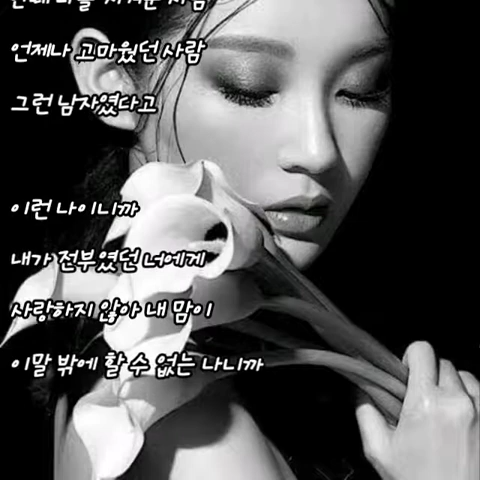 언제나 고마웠던 사람
그런 남자였다고
이런 나이니까
내가 전부였던 너에게
사랑하지 않아 내 맘이
이말 밖에 할 수 없는 나니까